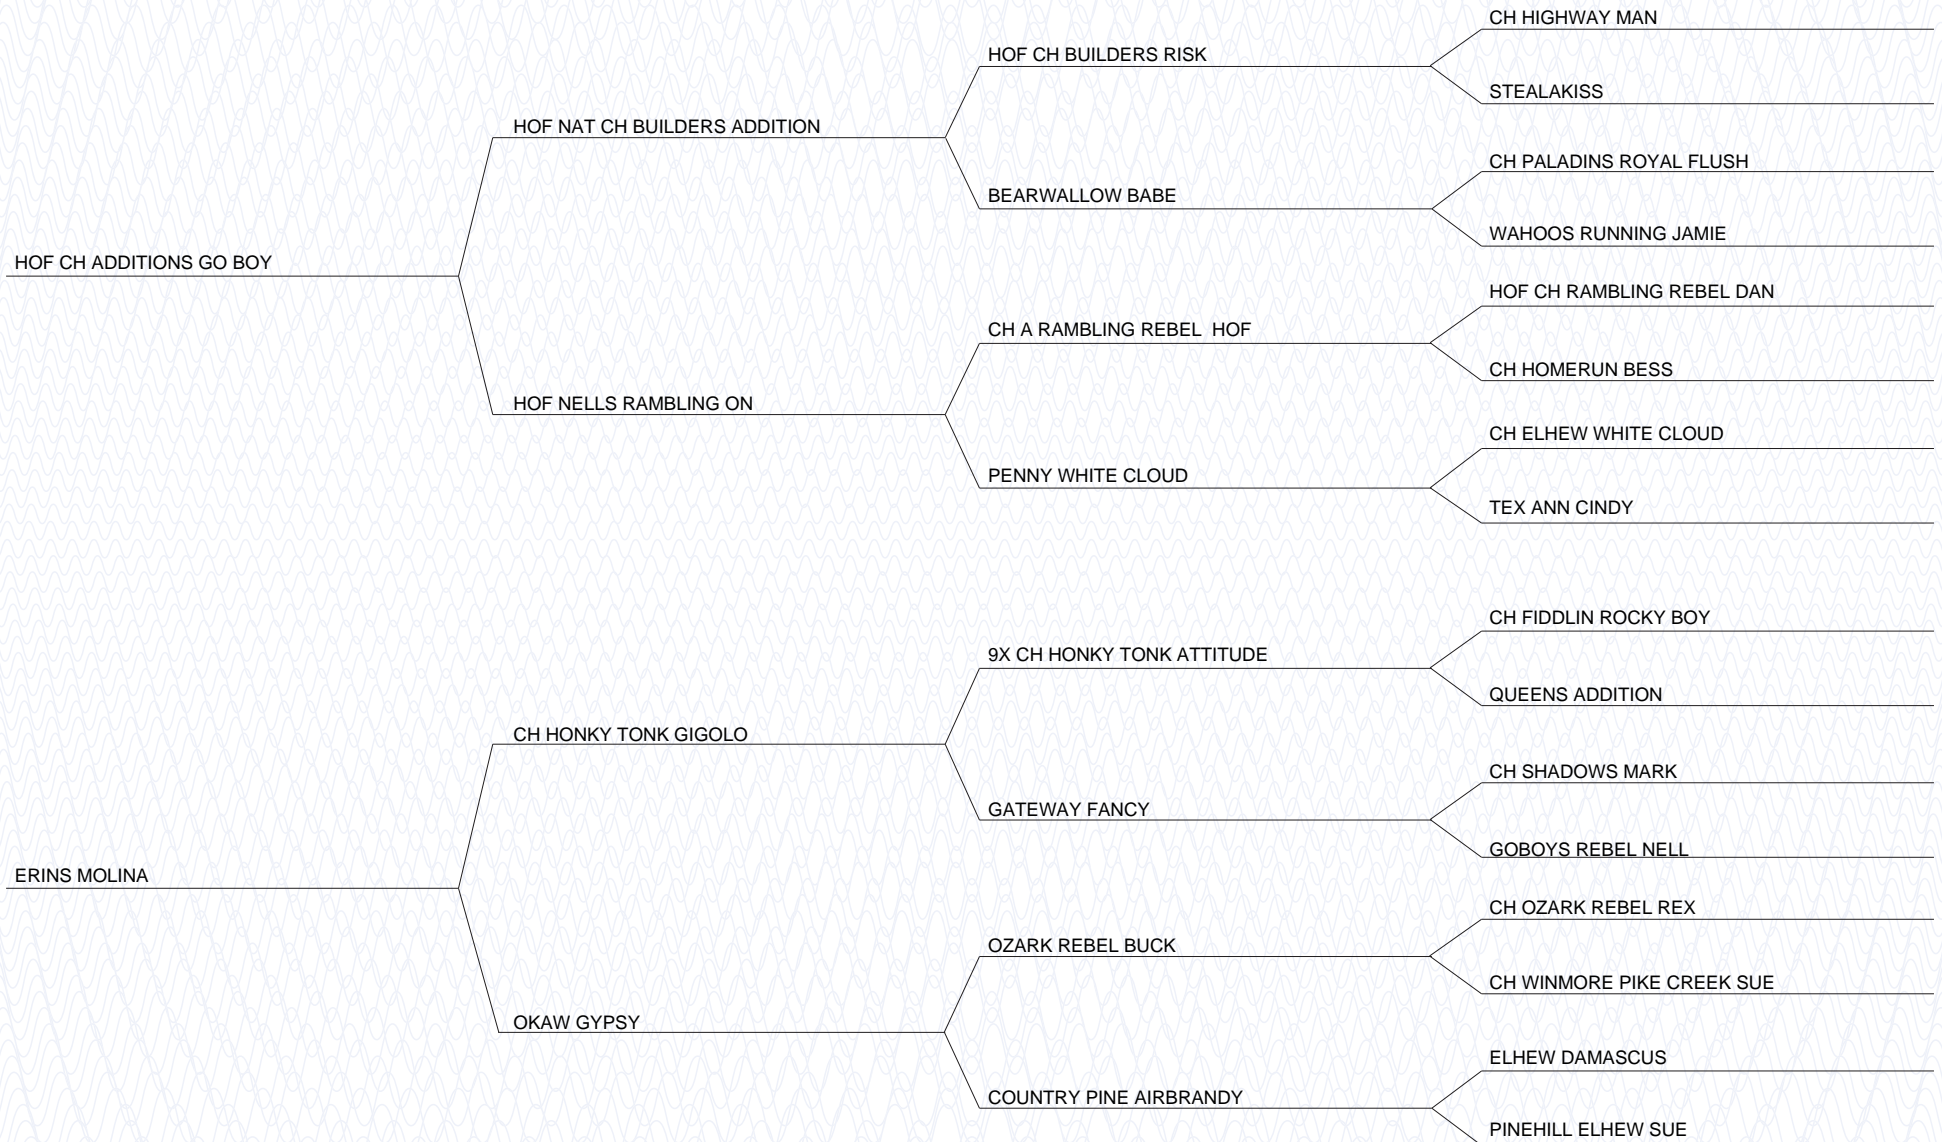 CH HIGHWAY MAN
HOF CH BUILDERS RISK
STEALAKISS
HOF NAT CH BUILDERS ADDITION
CH PALADINS ROYAL FLUSH
BEARWALLOW BABE
WAHOOS RUNNING JAMIE
HOF CH ADDITIONS GO BOY
HOF CH RAMBLING REBEL DAN
CH A RAMBLING REBEL  HOF
CH HOMERUN BESS
HOF NELLS RAMBLING ON
CH ELHEW WHITE CLOUD
PENNY WHITE CLOUD
TEX ANN CINDY
CH FIDDLIN ROCKY BOY
9X CH HONKY TONK ATTITUDE
QUEENS ADDITION
CH HONKY TONK GIGOLO
CH SHADOWS MARK
GATEWAY FANCY
GOBOYS REBEL NELL
ERINS MOLINA
CH OZARK REBEL REX
OZARK REBEL BUCK
CH WINMORE PIKE CREEK SUE
OKAW GYPSY
ELHEW DAMASCUS
COUNTRY PINE AIRBRANDY
PINEHILL ELHEW SUE